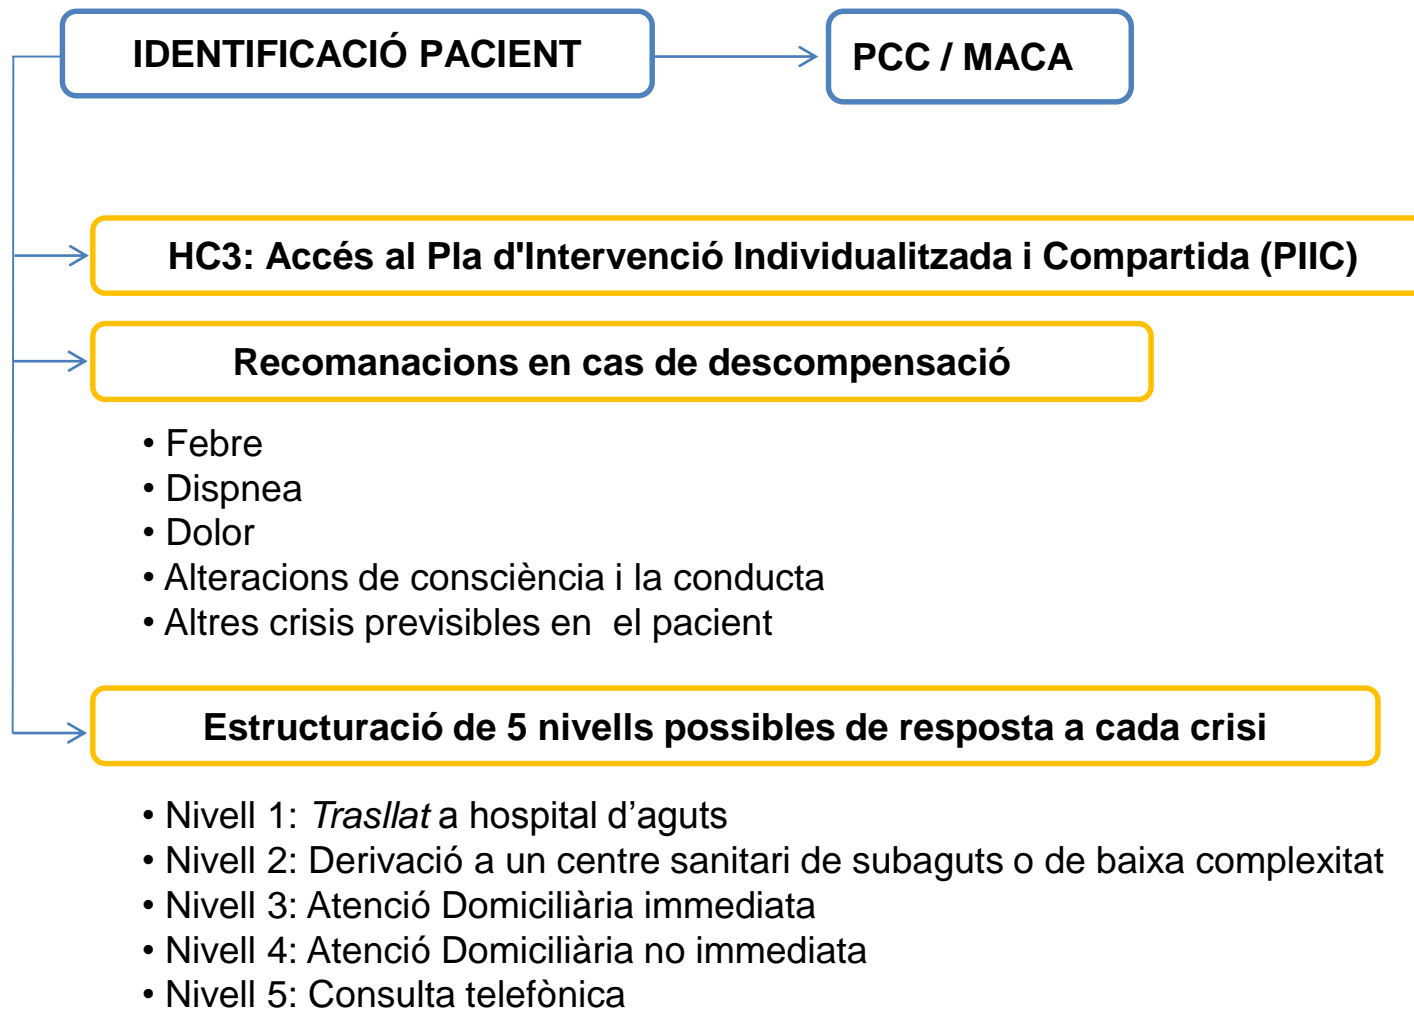 IDENTIFICACIÓ PACIENT
PCC / MACA
HC3: Accés al Pla d'Intervenció Individualitzada i Compartida (PIIC)
Recomanacions en cas de descompensació
• Febre
• Dispnea
• Dolor
• Alteracions de consciència i la conducta
• Altres crisis previsibles en  el pacient
Estructuració de 5 nivells possibles de resposta a cada crisi
• Nivell 1: Trasllat a hospital d’aguts
• Nivell 2: Derivació a un centre sanitari de subaguts o de baixa complexitat
• Nivell 3: Atenció Domiciliària immediata
• Nivell 4: Atenció Domiciliària no immediata
• Nivell 5: Consulta telefònica